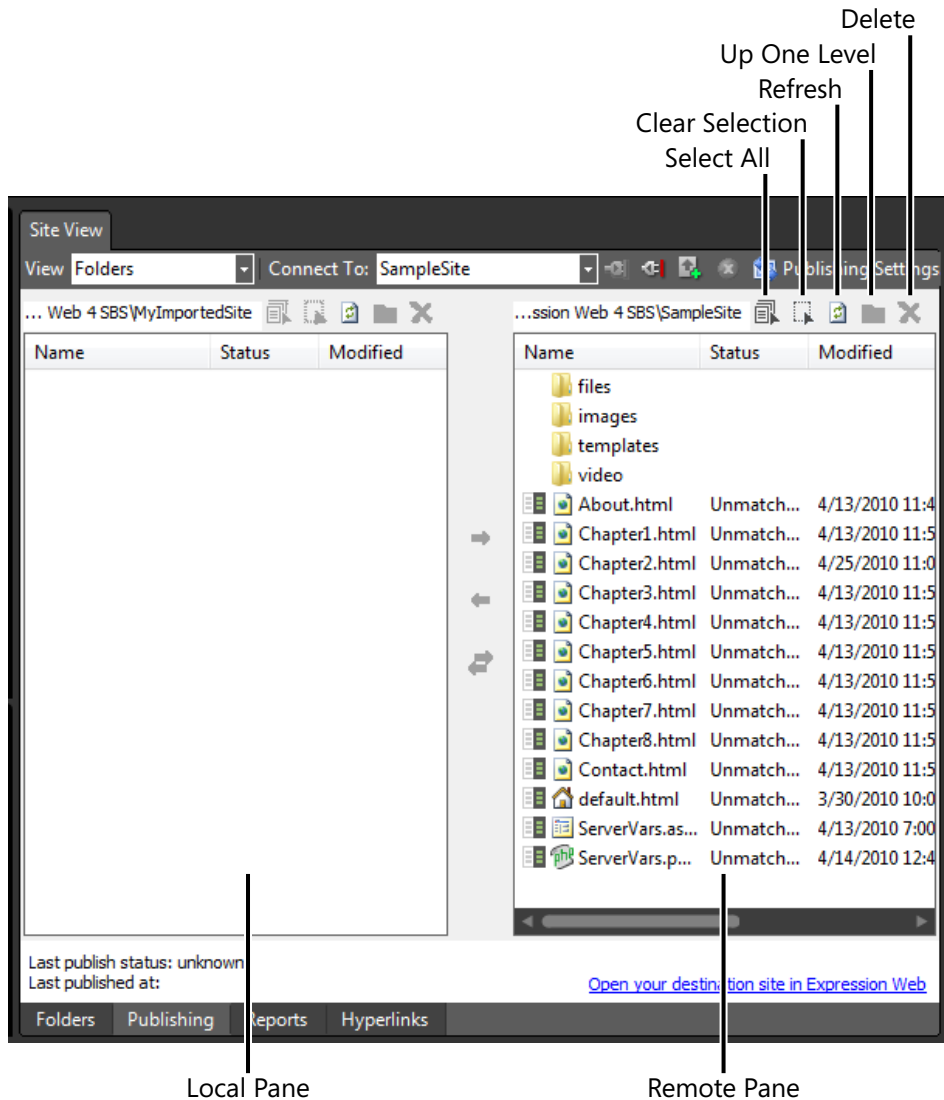 Delete
Up One Level
Refresh
Clear Selection
Select All
Site View
View Folders Connect To: SampleSite Publishing Settings
... Web 4 SBS\MyImportedSite ...ssion Web 4 SBS\SampleSite
Name Status Modified Name Status Modified
files
images
templates
video
About.html Unmatch... 4/13/2010 11:4
Chapter1.html Unmatch... 4/13/2010 11:5
Chapter2.html Unmatch... 4/25/2010 11:0
Chapter3.html Unmatch... 4/13/2010 11:5
Chapter4.html Unmatch... 4/13/2010 11:5
Chapter5.html Unmatch... 4/13/2010 11:5
Chapter6.html Unmatch... 4/13/2010 11:5
Chapter7.html Unmatch... 4/13/2010 11:5
Chapter8.html Unmatch... 4/13/2010 11:5
Contact.html Unmatch... 4/13/2010 11:5
default.html Unmatch... 3/30/2010 10:0
ServerVars.as... Unmatch... 4/13/2010 7:00
php ServerVars.p... Unmatch... 4/14/2010 12:4
Last publish status: unknown
Last published at: Open your destination site in Expression Web
Folders Publishing Reports Hyperlinks
Local Pane Remote Pane